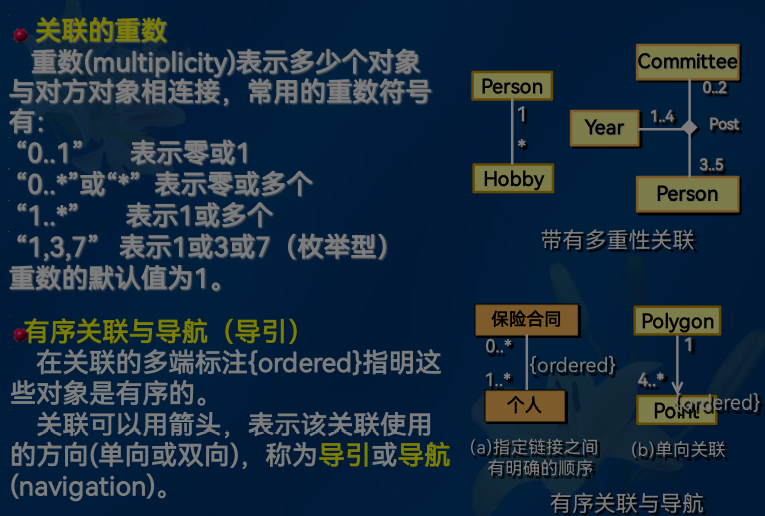 关联的重数
重数(multiplicity)表示多少个对象
与对方对象相连接，常用的重数符号
有：
“0..1”  表示零或1
“0..*”或“*” 表示零或多个
“1..*”  表示1或多个
“1,3,7” 表示1或3或7（枚举型）
重数的默认值为1。
有序关联与导航（导引）
在关联的多端标注{ordered}指明这
些对象是有序的。
关联可以用箭头，表示该关联使用
的方向(单向或双向)，称为导引或导航
(navigation)。
Person
1
*
Hobby
Committee
0..2
Year
1..4
Post
3..5
Person
带有多重性关联
保险合同
0..*
{ordered}
1..*
个人
(a)指定链接之间
有明确的顺序
Polygon
1
4..*
{ordered}
Point
(b)单向关联
有序关联与导航